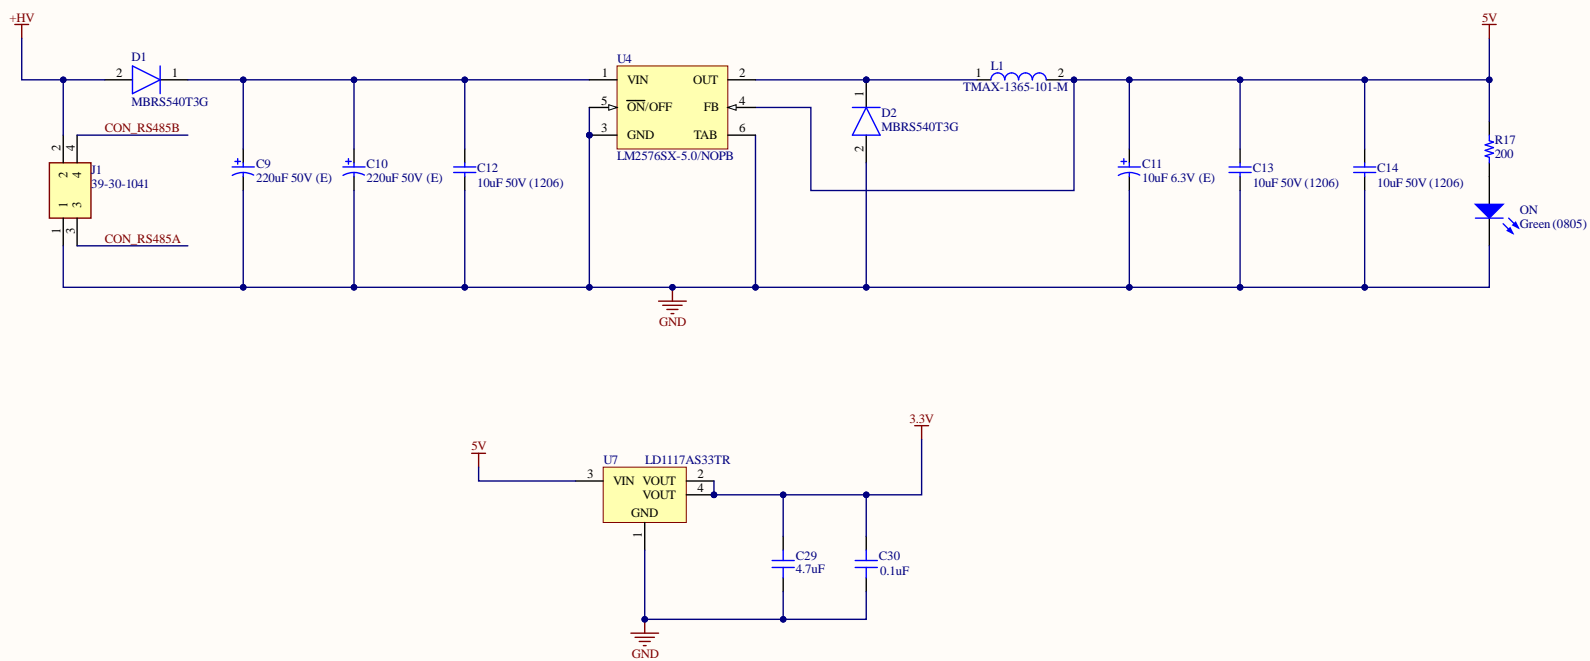 +HV
5V
D1
2
1
MBRS540T3G
CON_RS485B
2
4
J1
39-30-1041
2
4
1
3
1
3
CON_RS485A
C9
220uF 50V (E)
C10
220uF 50V (E)
C12
10uF 50V (1206)
U4
1
VIN
OUT
2
5
ON/OFF
FB
4
3
GND
TAB
6
LM2576SX-5.0/NOPB
1
D2
MBRS540T3G
2
L1
1
2
TMAX-1365-101-M
C11
10uF 6.3V (E)
C13
10uF 50V (1206)
C14
10uF 50V (1206)
R17
200
ON
Green (0805)
GND
5V
3.3V
U7
LD1117AS33TR
3
VIN
VOUT
2
VOUT
4
GND
1
C29
4.7uF
C30
0.1uF
GND